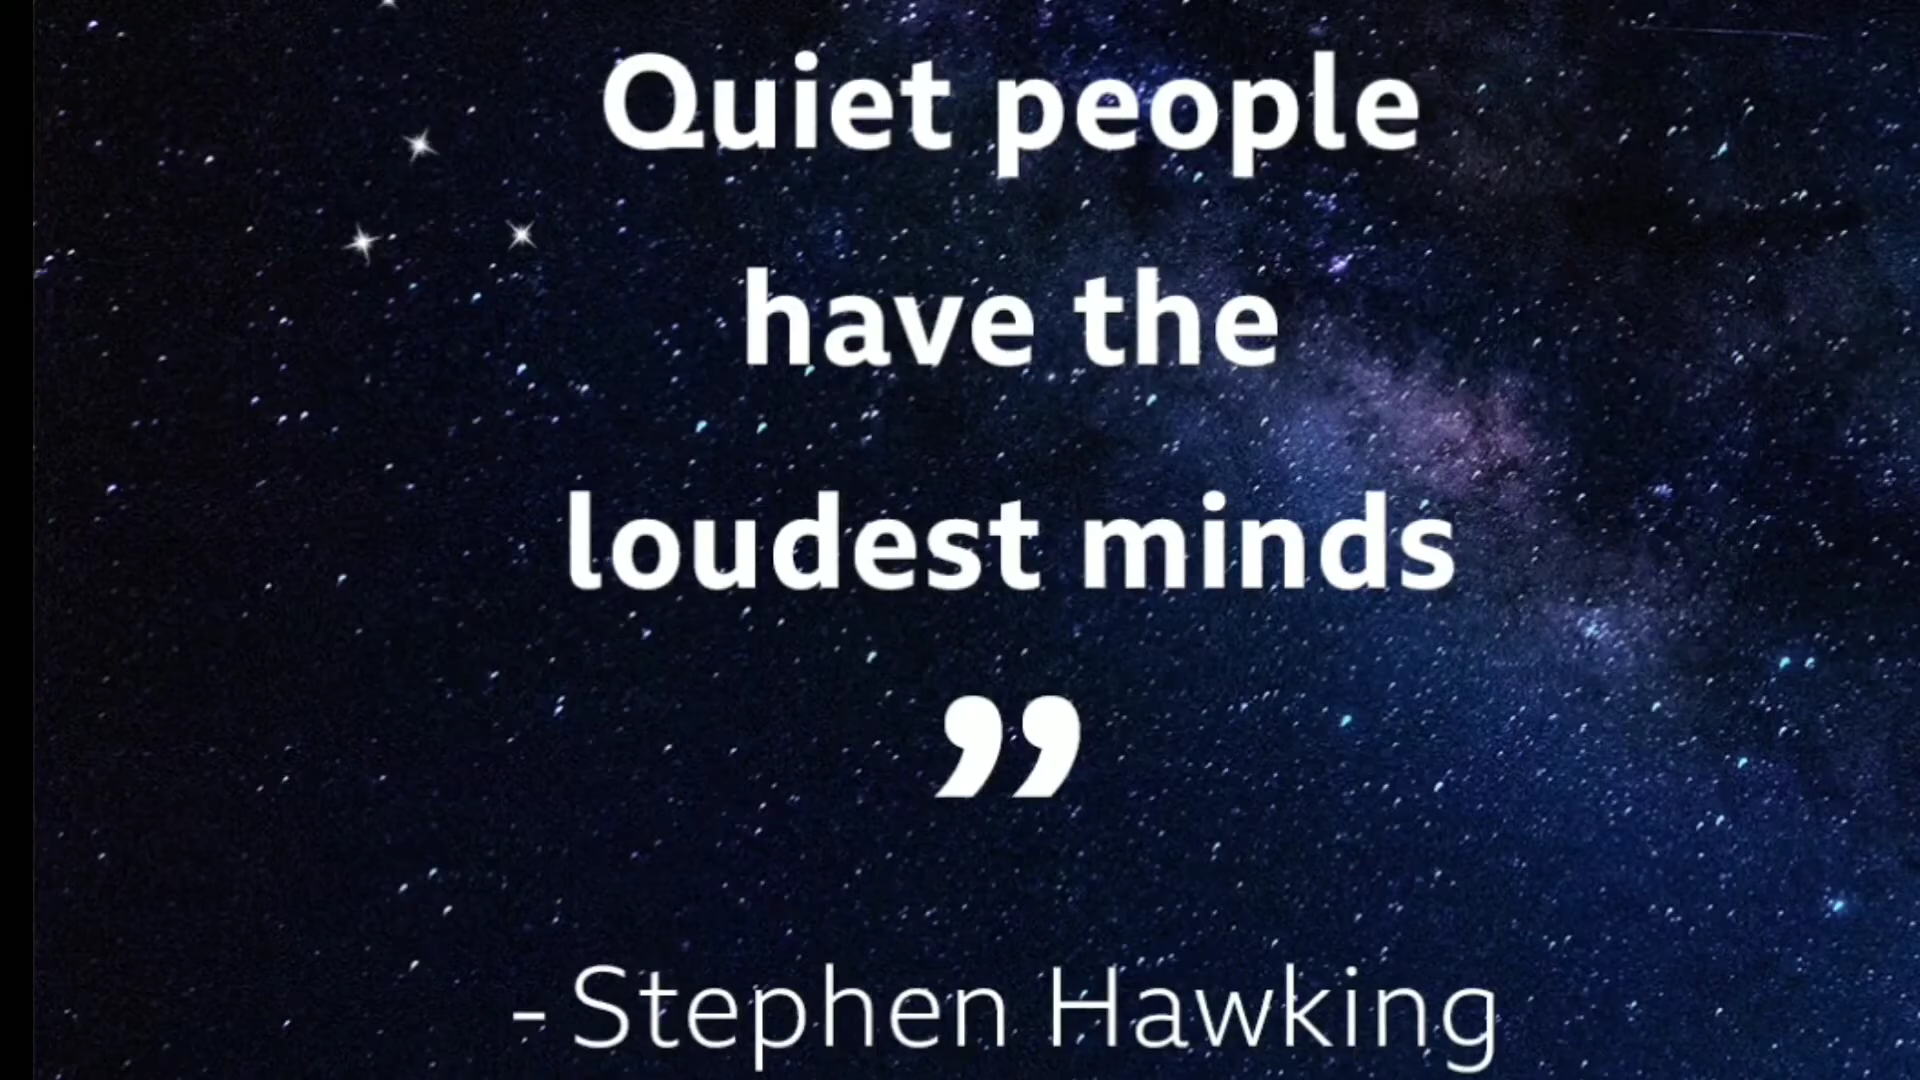 Quiet people
have the
loudest minds
”
- Stephen Hawking